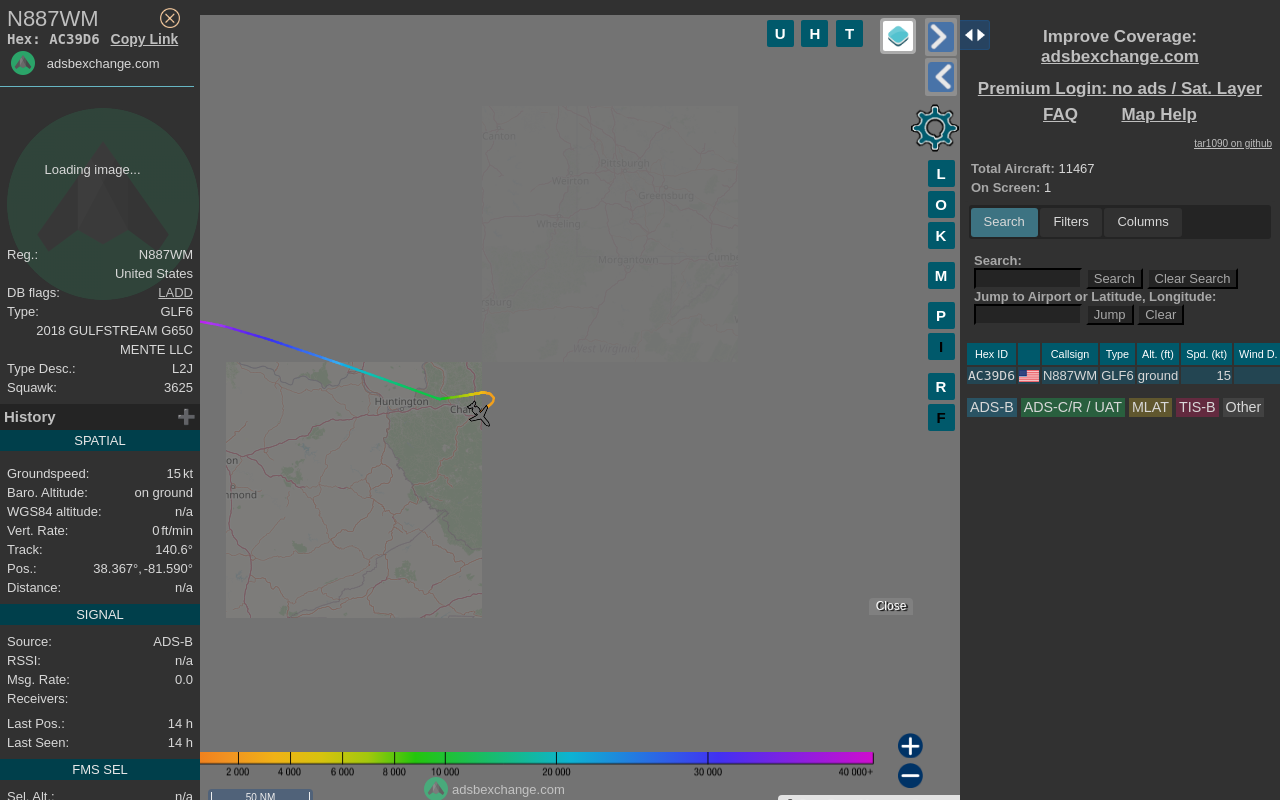 N887WM
Hex: AC39D6 Copy Link
adsbexchange.com
Loading image...
Reg.: N887WM
United States
DB flags: LADD
Type: GLF6
2018 GULFSTREAM G650
MENTE LLC
Type Desc.: L2J
Squawk: 3625
History
SPATIAL
Groundspeed: 15 kt
Baro. Altitude: on ground
WGS84 altitude: n/a
Vert. Rate: 0 ft/min
Track: 140.6°
Pos.: 38.367°, -81.590°
Distance: n/a
SIGNAL
Source: ADS-B
RSSI: n/a
Msg. Rate: 0.0
Receivers:
Last Pos.: 14 h
Last Seen: 14 h
FMS SEL
Sel. Alt.: n/a
U H T
L
O
K
M
P
I
R
F
Canton
Pittsburgh
Weirton
Greensburg
Wheeling
Morgantown
West Virginia
Huntington
Close
2 000 4 000 6 000 8 000 10 000 20 000 30 000 40 000+
adsbexchange.com
50 NM
Improve Coverage:
adsbexchange.com
Premium Login: no ads / Sat. Layer
FAQ Map Help
tar1090 on github
Total Aircraft: 11467
On Screen: 1
Search Filters Columns
Search:
Search Clear Search
Jump to Airport or Latitude, Longitude:
Jump Clear
Hex ID Callsign Type Alt. (ft) Spd. (kt) Wind D.
AC39D6 N887WM GLF6 ground 15
ADS-B ADS-C/R / UAT MLAT TIS-B Other